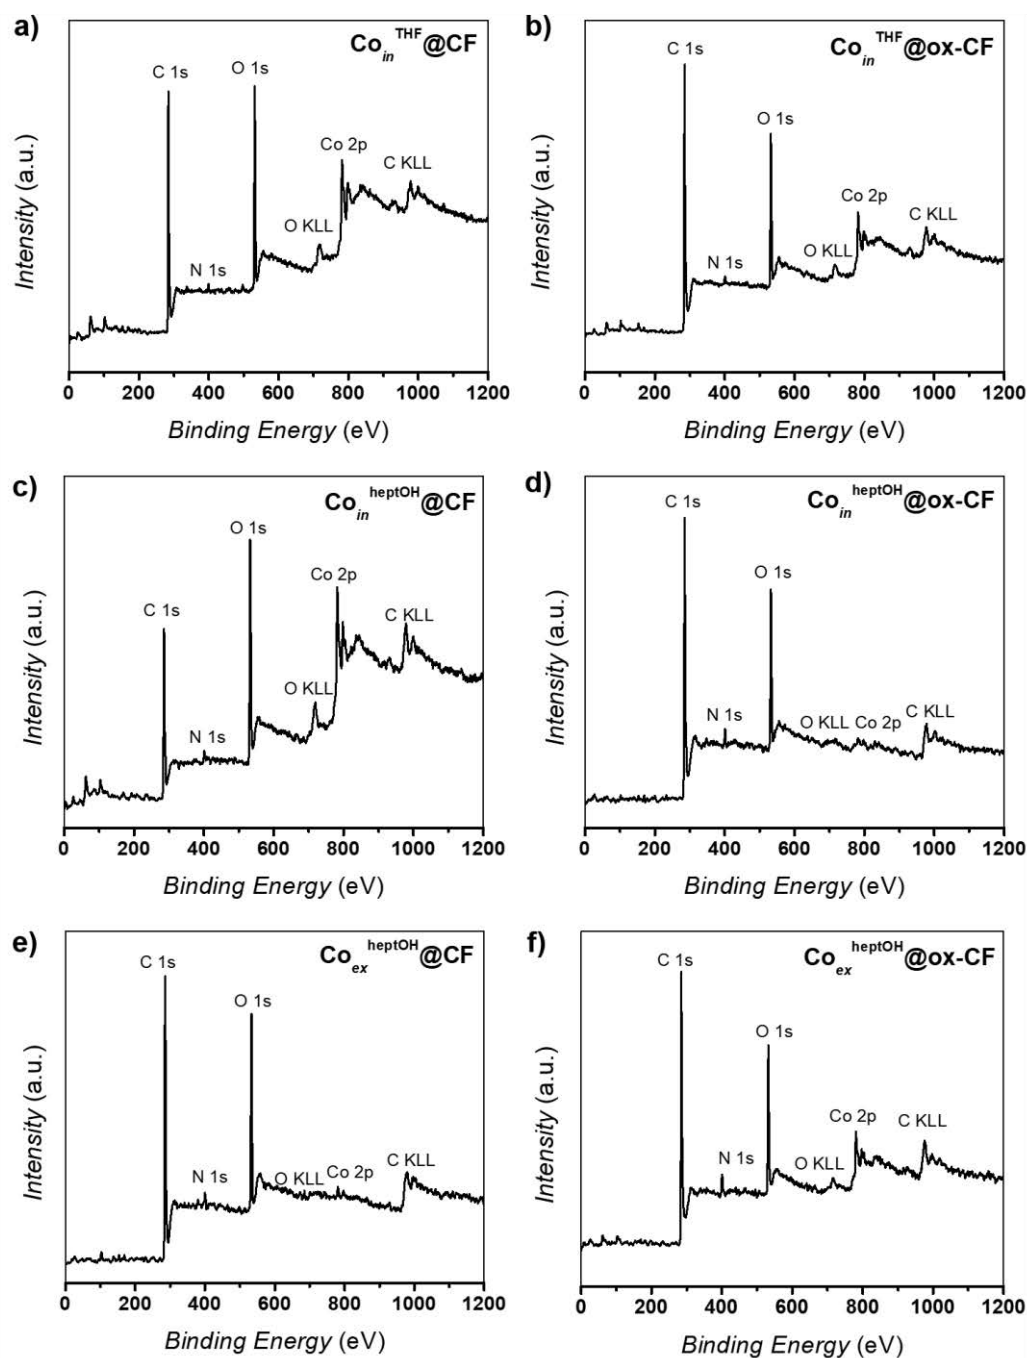 a)
Co_in^THF@CF
C 1s
O 1s
Co 2p
C KLL
O KLL
N 1s
Intensity (a.u.)
0 200 400 600 800 1000 1200
Binding Energy (eV)
b)
Co_in^THF@ox-CF
C 1s
O 1s
Co 2p
C KLL
O KLL
N 1s
Intensity (a.u.)
0 200 400 600 800 1000 1200
Binding Energy (eV)
c)
Co_in^heptOH@CF
O 1s
Co 2p
C 1s
C KLL
O KLL
N 1s
Intensity (a.u.)
0 200 400 600 800 1000 1200
Binding Energy (eV)
d)
Co_in^heptOH@ox-CF
C 1s
O 1s
N 1s
O KLL
Co 2p
C KLL
Intensity (a.u.)
0 200 400 600 800 1000 1200
Binding Energy (eV)
e)
Co_ex^heptOH@CF
C 1s
O 1s
N 1s
O KLL
Co 2p
C KLL
Intensity (a.u.)
0 200 400 600 800 1000 1200
Binding Energy (eV)
f)
Co_ex^heptOH@ox-CF
C 1s
O 1s
Co 2p
C KLL
N 1s
O KLL
Intensity (a.u.)
0 200 400 600 800 1000 1200
Binding Energy (eV)